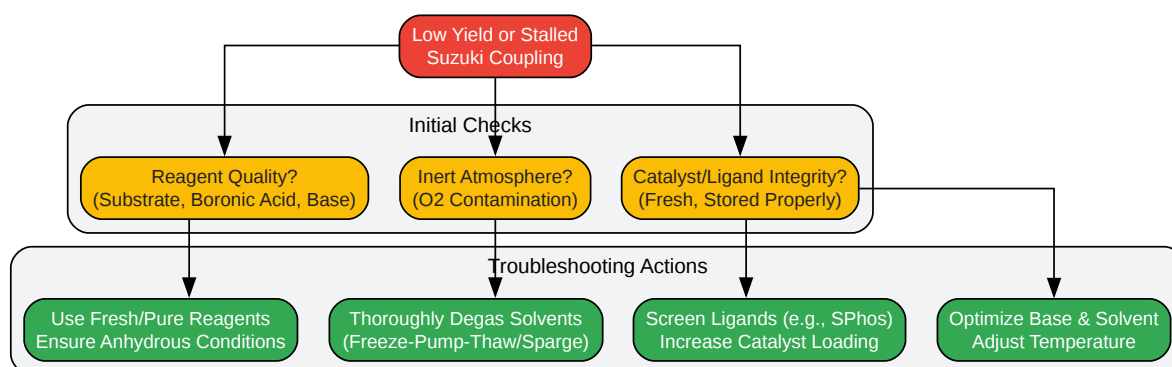 Low Yield or Stalled
Suzuki Coupling
Initial Checks
Reagent Quality?
(Substrate, Boronic Acid, Base)
Inert Atmosphere?
(O2 Contamination)
Catalyst/Ligand Integrity?
(Fresh, Stored Properly)
Troubleshooting Actions
Use Fresh/Pure Reagents
Ensure Anhydrous Conditions
Thoroughly Degas Solvents
(Freeze-Pump-Thaw/Sparge)
Screen Ligands (e.g., SPhos)
Increase Catalyst Loading
Optimize Base & Solvent
Adjust Temperature